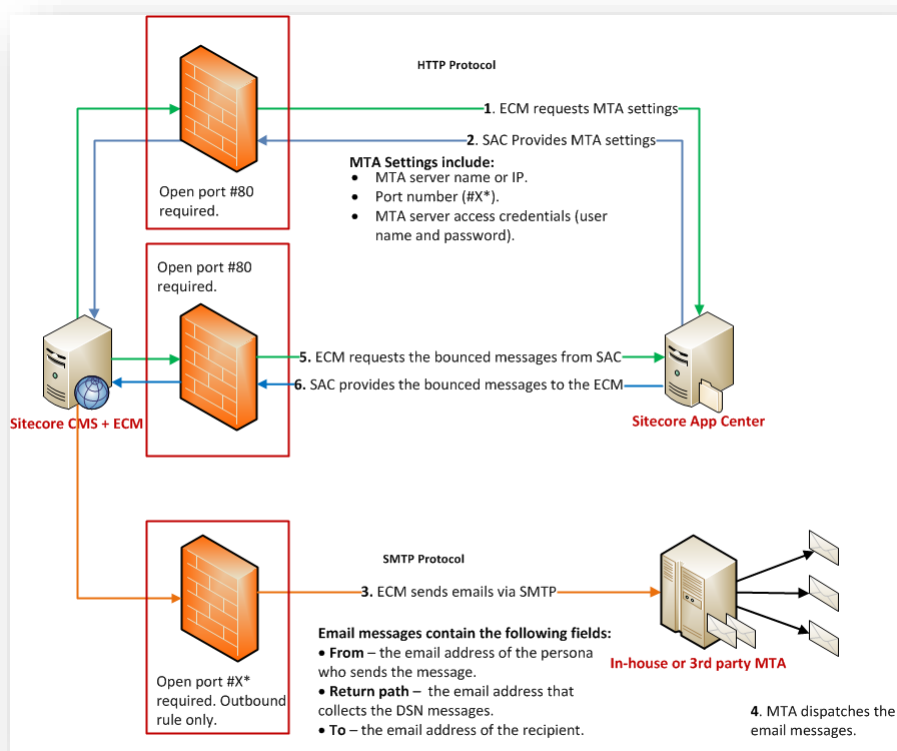 HTTP Protocol
1. ECM requests MTA settings
2. SAC Provides MTA settings
MTA Settings include:
• MTA server name or IP.
• Port number (#X*).
• MTA server access credentials (user
name and password).
Open port #80
required.
Open port #80
required.
5. ECM requests the bounced messages from SAC
6. SAC provides the bounced messages to the ECM
Sitecore CMS + ECM
Sitecore App Center
SMTP Protocol
3. ECM sends emails via SMTP
Email messages contain the following fields:
• From – the email address of the persona
who sends the message.
• Return path – the email address that
collects the DSN messages.
• To – the email address of the recipient.
Open port #X*
required. Outbound
rule only.
In-house or 3rd party MTA
4. MTA dispatches the
email messages.